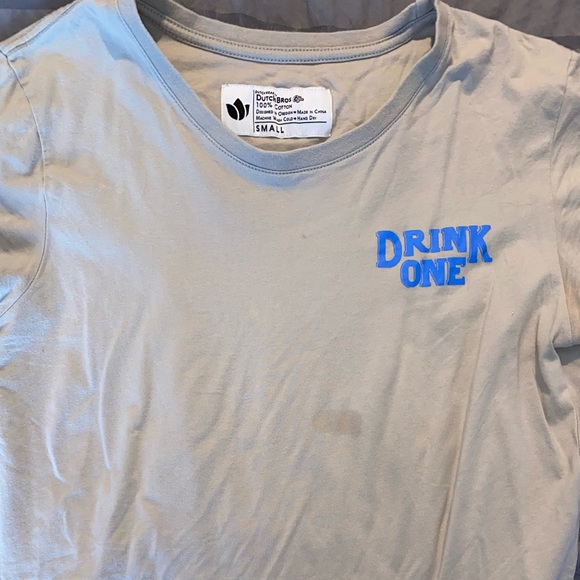 Dutch Bros
100% Cotton
Designed in Oregon • Made in China
Machine Wash Cold • Hang Dry
SMALL
DRINK
ONE